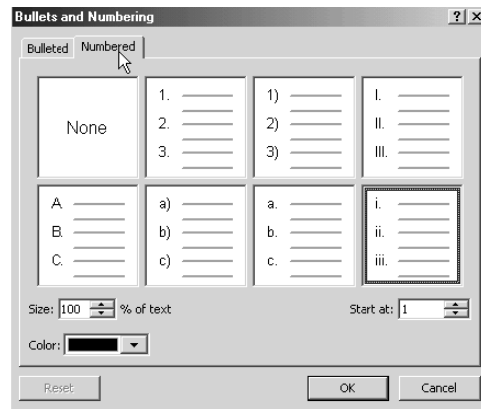 Bullets and Numbering
Bulleted Numbered
None
1.
2.
3.
1)
2)
3)
I.
II.
III.
A.
B.
C.
a)
b)
c)
a.
b.
c.
i.
ii.
iii.
Size: 100 % of text Start at: 1
Color:
Reset OK Cancel